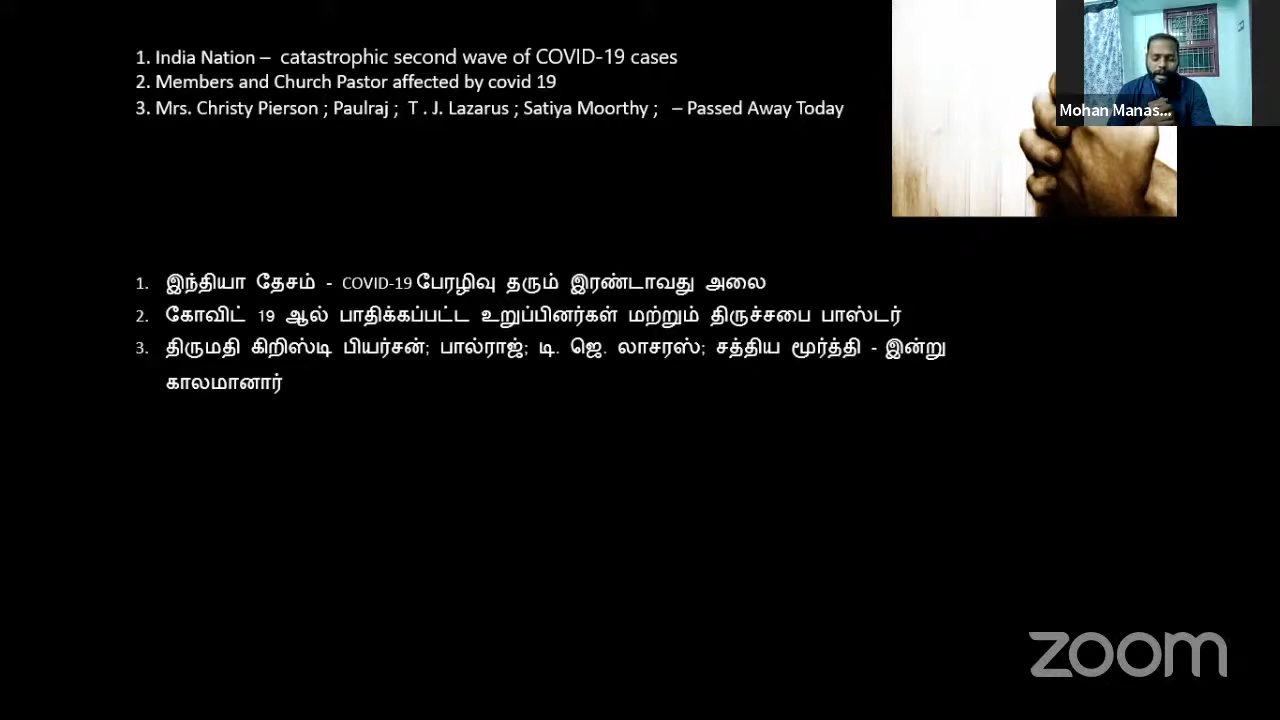 1. India Nation – catastrophic second wave of COVID-19 cases
2. Members and Church Pastor affected by covid 19
3. Mrs. Christy Pierson ; Paulraj ; T . J. Lazarus ; Satiya Moorthy ; – Passed Away Today
Mohan Manas...
1. இந்தியா தேசம் - COVID-19 பேரழிவு தரும் இரண்டாவது அலை
2. கோவிட் 19 ஆல் பாதிக்கப்பட்ட உறுப்பினர்கள் மற்றும் திருச்சபை பாஸ்டர்
3. திருமதி கிறிஸ்டி பியர்சன்; பால்ராஜ்; டி. ஜெ. லாசரஸ்; சத்திய மூர்த்தி - இன்று
காலமானார்
zoom